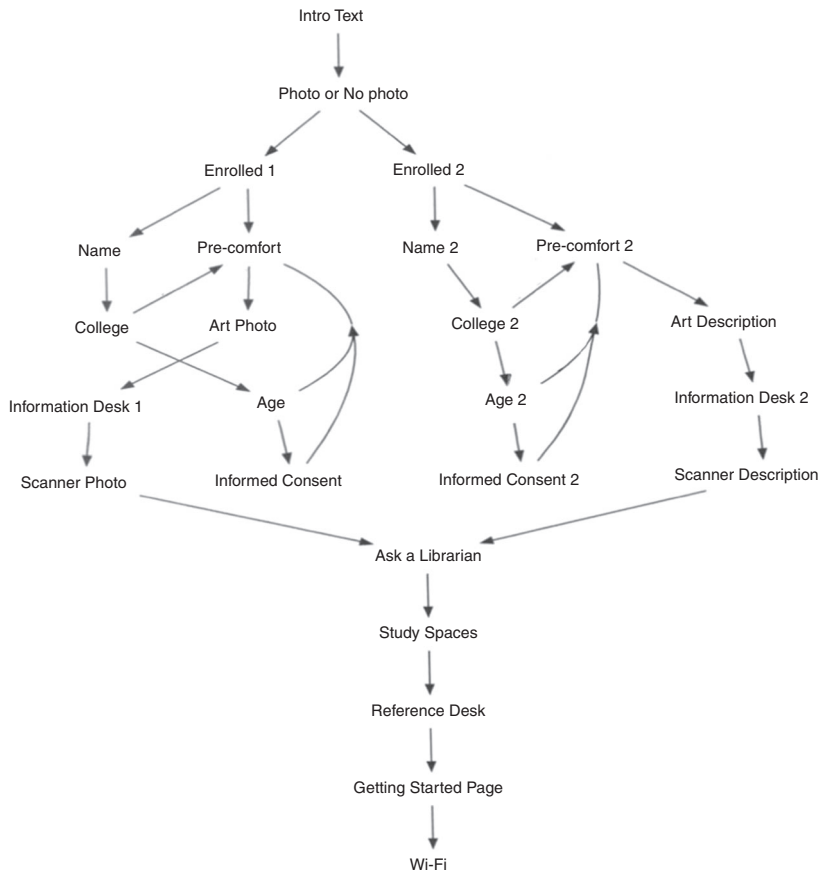 Intro Text
Photo or No photo
Enrolled 1
Enrolled 2
Name
Pre-comfort
Name 2
Pre-comfort 2
College
Art Photo
College 2
Art Description
Information Desk 1
Age
Age 2
Information Desk 2
Scanner Photo
Informed Consent
Informed Consent 2
Scanner Description
Ask a Librarian
Study Spaces
Reference Desk
Getting Started Page
Wi-Fi